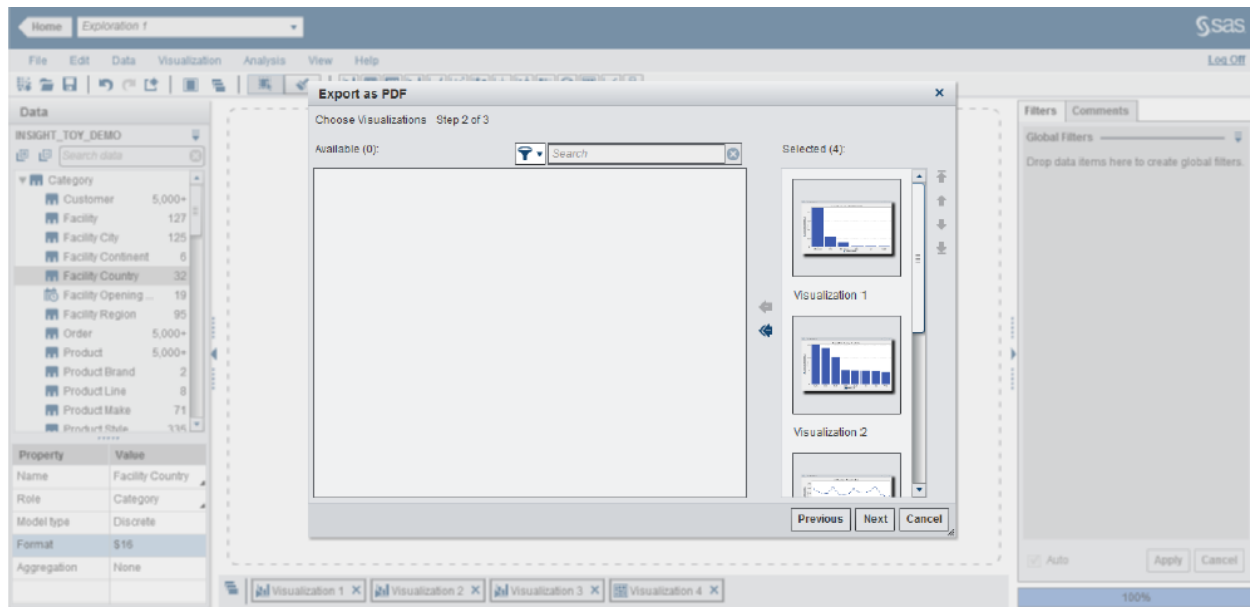 Home Exploration 1
sas
File Edit Data Visualization Analysis View Help
Log Off
Data
INSIGHT_TOY_DEMO
Search data
Category
Customer 5,000+
Facility 127
Facility City 125
Facility Continent 6
Facility Country 32
Facility Opening ... 19
Facility Region 95
Order 5,000+
Product 5,000+
Product Brand 2
Product Line 8
Product Make 71
Product Style 336
Property Value
Name Facility Country
Role Category
Model type Discrete
Format $16
Aggregation None
Export as PDF
Choose Visualizations Step 2 of 3
Available (0):
Search
Selected (4):
Visualization 1
Visualization 2
Previous Next Cancel
Visualization 1 Visualization 2 Visualization 3 Visualization 4
Filters Comments
Global Filters
Drop data items here to create global filters.
Auto Apply Cancel
100%